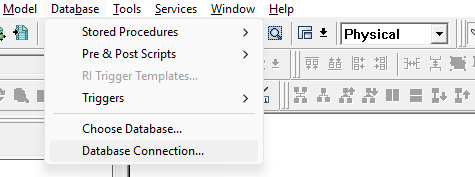 Model Database Tools Services Window Help
Stored Procedures
Pre & Post Scripts
RI Trigger Templates...
Triggers
Choose Database...
Database Connection...
Physical